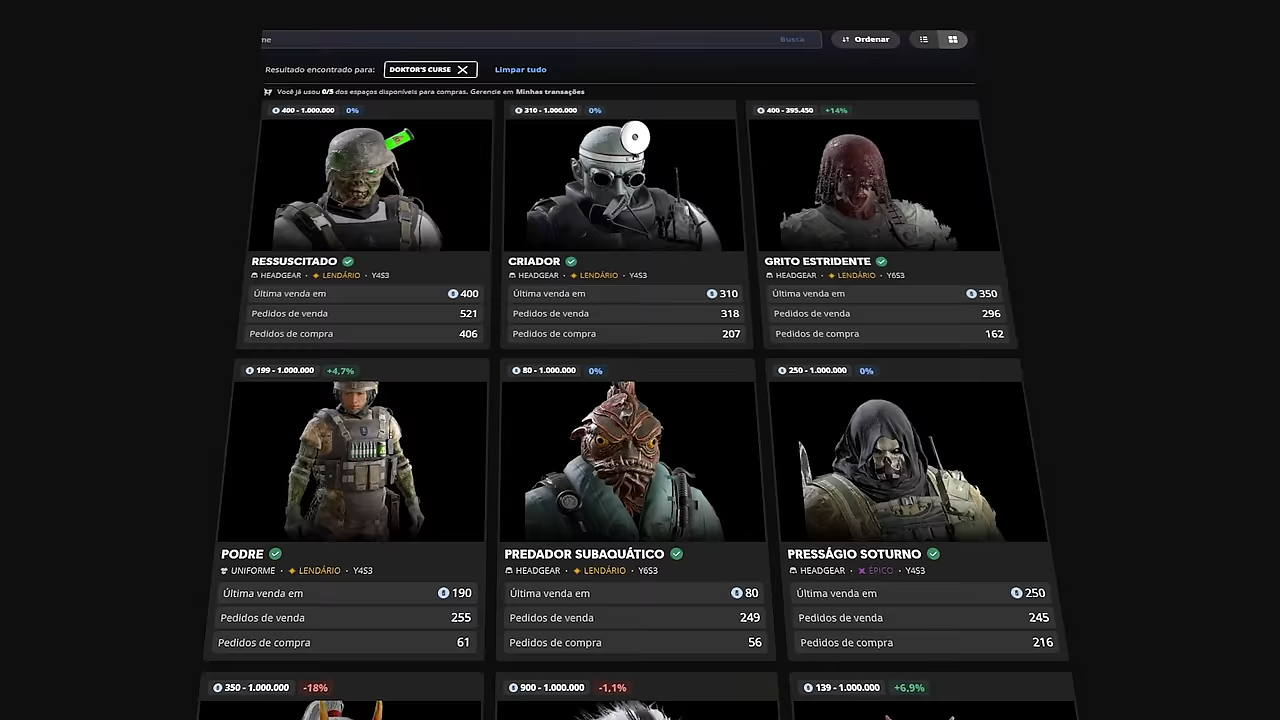 ne Busca Ordenar
Resultado encontrado para: DOKTOR'S CURSE Limpar tudo
Você já usou 0/5 dos espaços disponíveis para compras. Gerencie em Minhas transações
400 - 1.000.000 0%
RESSUSCITADO
HEADGEAR · LENDÁRIO · Y4S3
Última venda em 400
Pedidos de venda 521
Pedidos de compra 406
310 - 1.000.000 0%
CRIADOR
HEADGEAR · LENDÁRIO · Y4S3
Última venda em 310
Pedidos de venda 318
Pedidos de compra 207
400 - 395.450 +14%
GRITO ESTRIDENTE
HEADGEAR · LENDÁRIO · Y6S3
Última venda em 350
Pedidos de venda 296
Pedidos de compra 162
199 - 1.000.000 +4,7%
PODRE
UNIFORME · LENDÁRIO · Y4S3
Última venda em 190
Pedidos de venda 255
Pedidos de compra 61
80 - 1.000.000 0%
PREDADOR SUBAQUÁTICO
HEADGEAR · LENDÁRIO · Y6S3
Última venda em 80
Pedidos de venda 249
Pedidos de compra 56
250 - 1.000.000 0%
PRESSÁGIO SOTURNO
HEADGEAR · ÉPICO · Y4S3
Última venda em 250
Pedidos de venda 245
Pedidos de compra 216
350 - 1.000.000 -18%
900 - 1.000.000 -1,1%
139 - 1.000.000 +6,9%